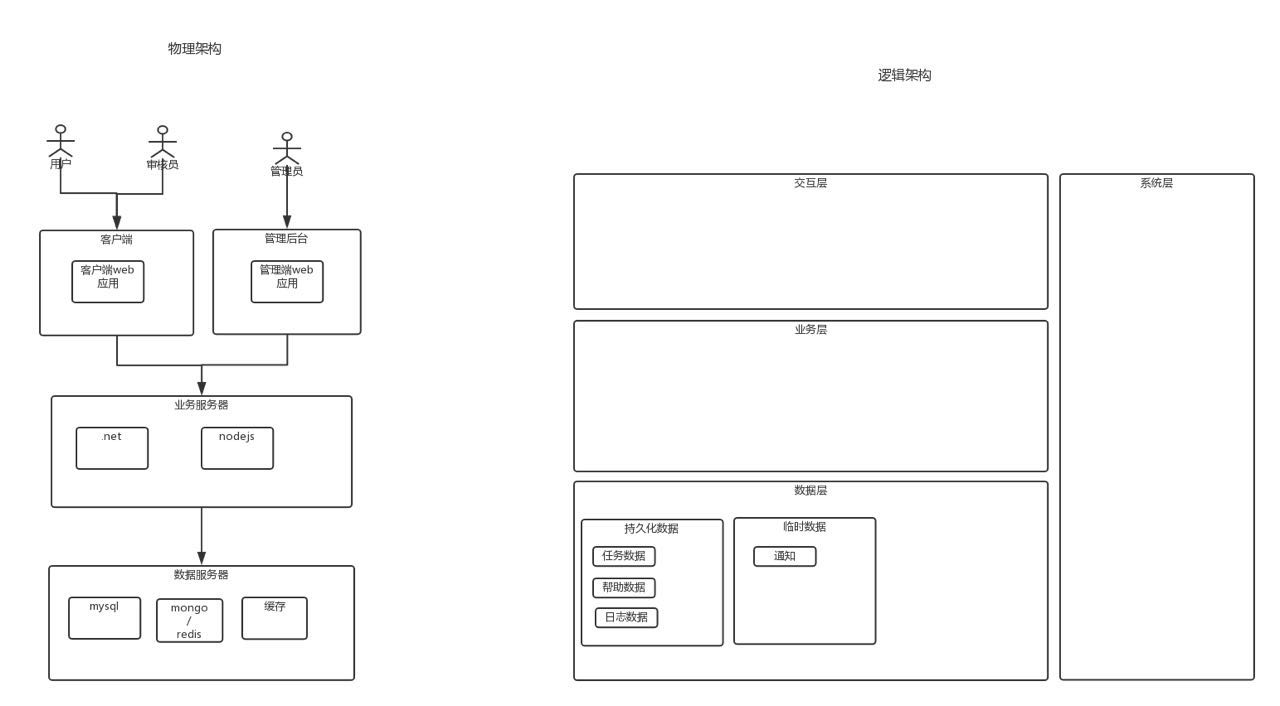 物理架构
用户
审核员
管理员
客户端
客户端web
应用
管理后台
管理端web
应用
业务服务器
.net
nodejs
数据服务器
mysql
mongo
/
redis
缓存
逻辑架构
交互层
业务层
数据层
持久化数据
任务数据
帮助数据
日志数据
临时数据
通知
系统层